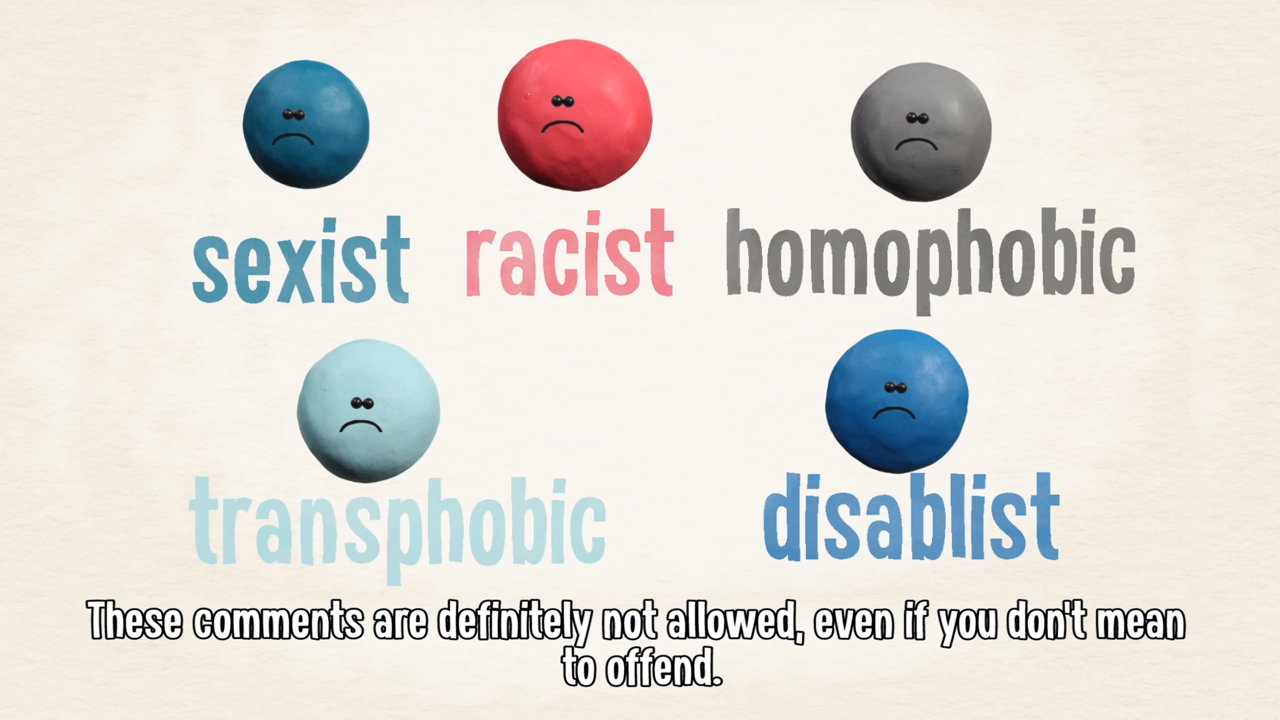 sexist racist homophobic
transphobic disablist
These comments are definitely not allowed, even if you don't mean
to offend.